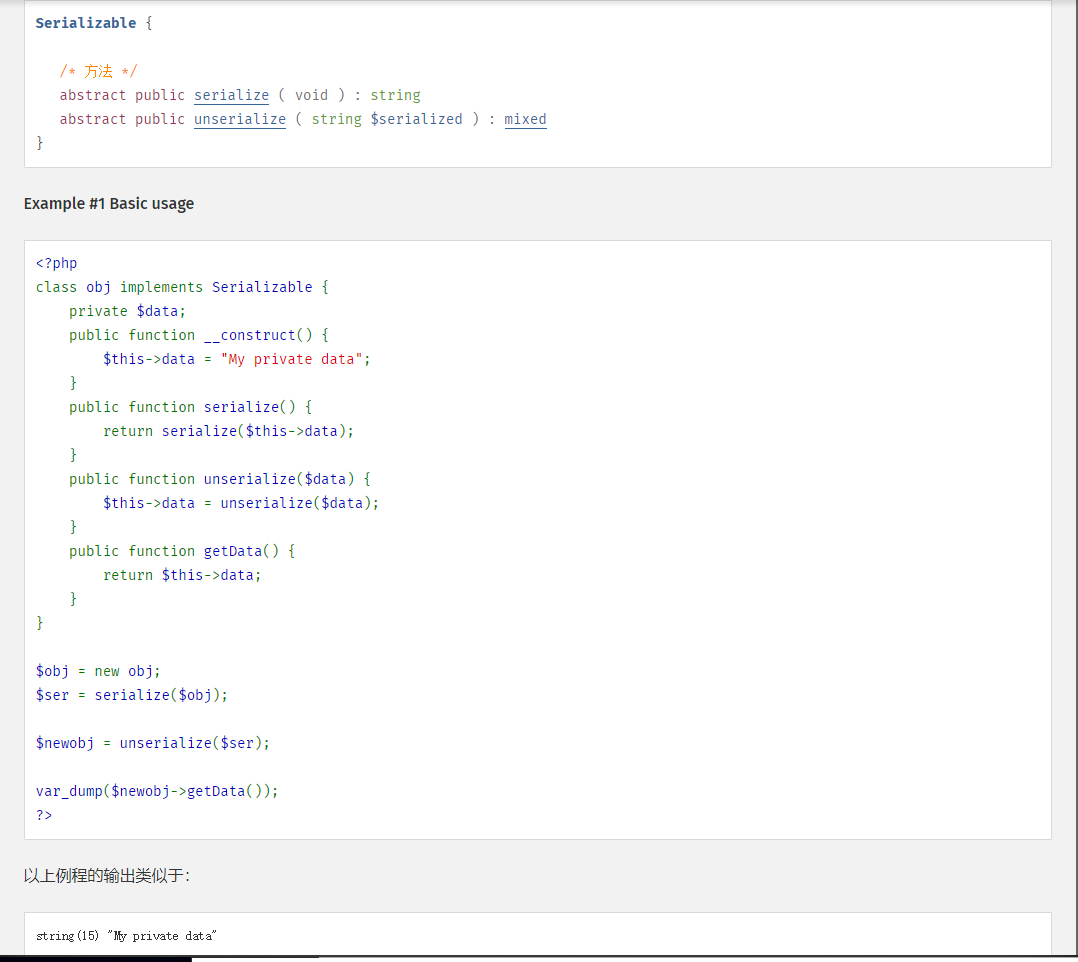 Serializable {
/* 方法 */
abstract public serialize ( void ) : string
abstract public unserialize ( string $serialized ) : mixed
}
Example #1 Basic usage
<?php
class obj implements Serializable {
    private $data;
    public function __construct() {
        $this->data = "My private data";
    }
    public function serialize() {
        return serialize($this->data);
    }
    public function unserialize($data) {
        $this->data = unserialize($data);
    }
    public function getData() {
        return $this->data;
    }
}
$obj = new obj;
$ser = serialize($obj);
$newobj = unserialize($ser);
var_dump($newobj->getData());
?>
以上例程的输出类似于：
string(15) "My private data"